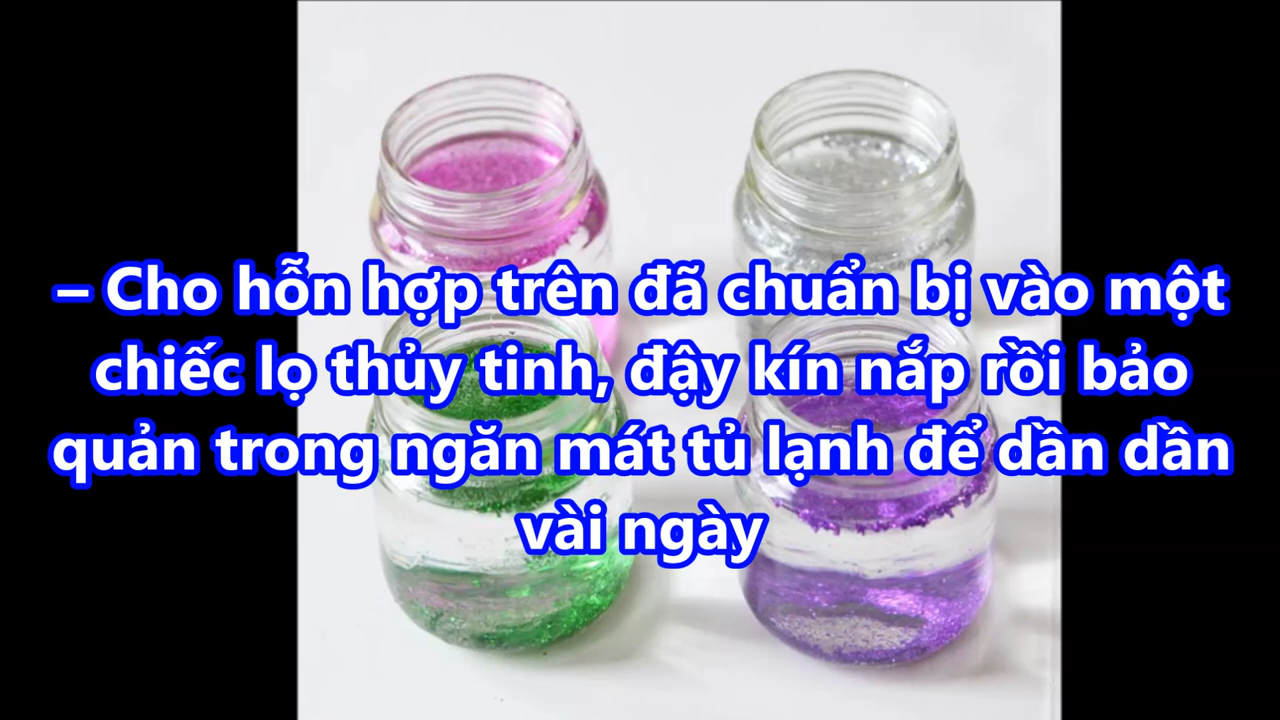 – Cho hỗn hợp trên đã chuẩn bị vào một
chiếc lọ thủy tinh, đậy kín nắp rồi bảo
quản trong ngăn mát tủ lạnh để dần dần
vài ngày